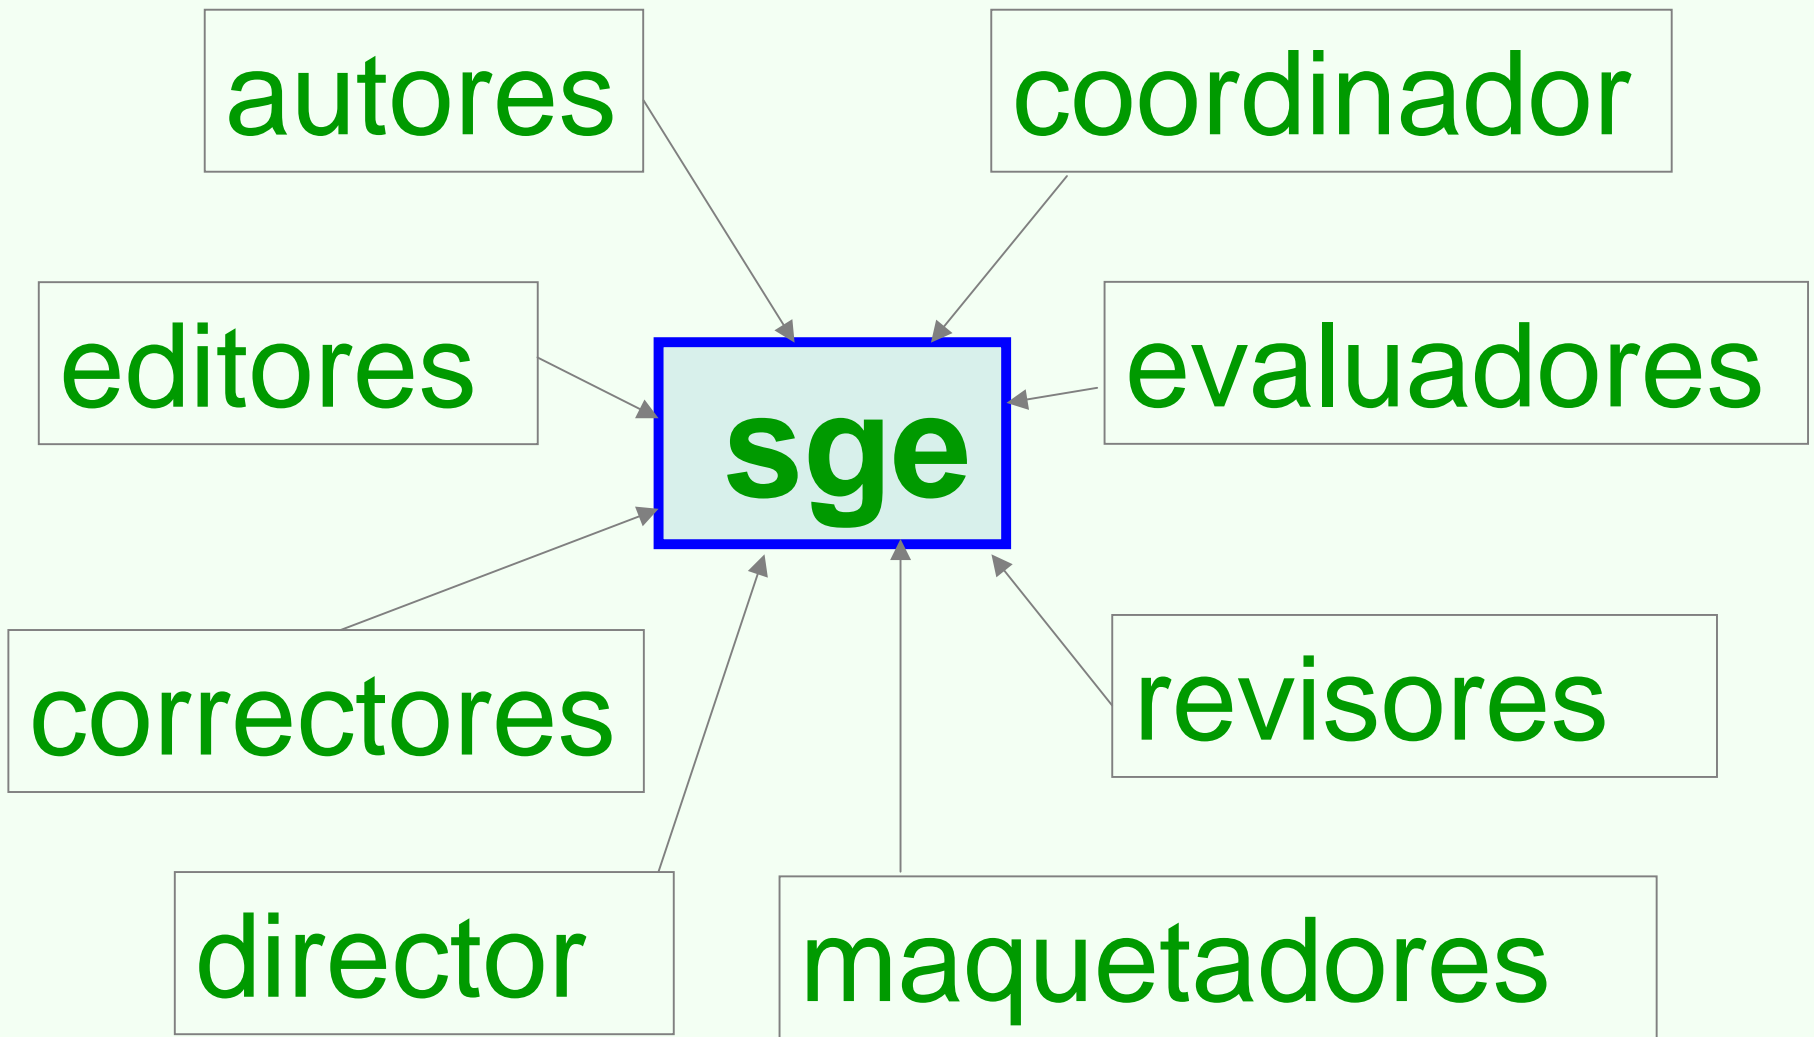 autores
coordinador
editores
evaluadores
sge
correctores
revisores
director
maquetadores